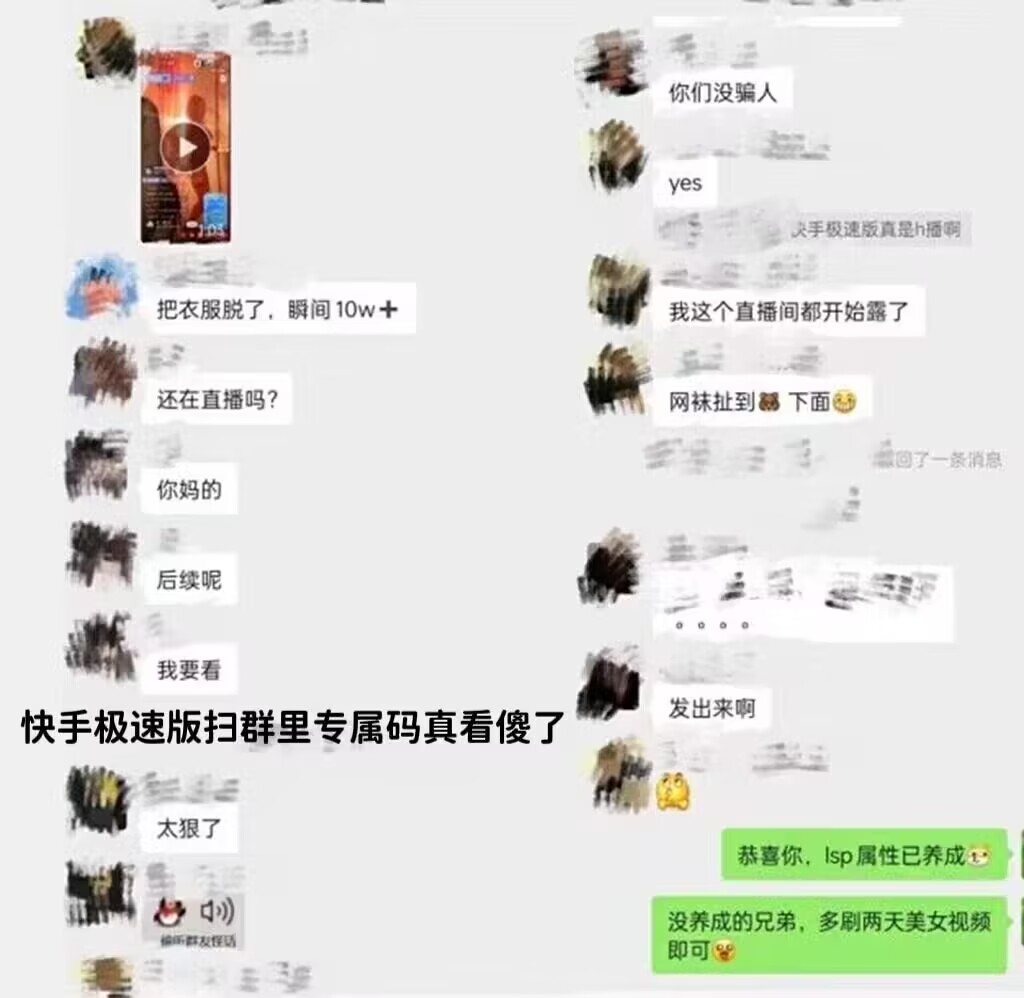 1:03
把衣服脱了，瞬间10w+
还在直播吗？
你妈的
后续呢
我要看
快手极速版扫群里专属码真看傻了
太狠了
偷听群友怪话
你们没骗人
yes
快手极速版真是h播啊
我这个直播间都开始露了
网袜扯到🐻下面😂
回了一条消息
。。。。
发出来啊
恭喜你，lsp属性已养成
没养成的兄弟，多刷两天美女视频
即可